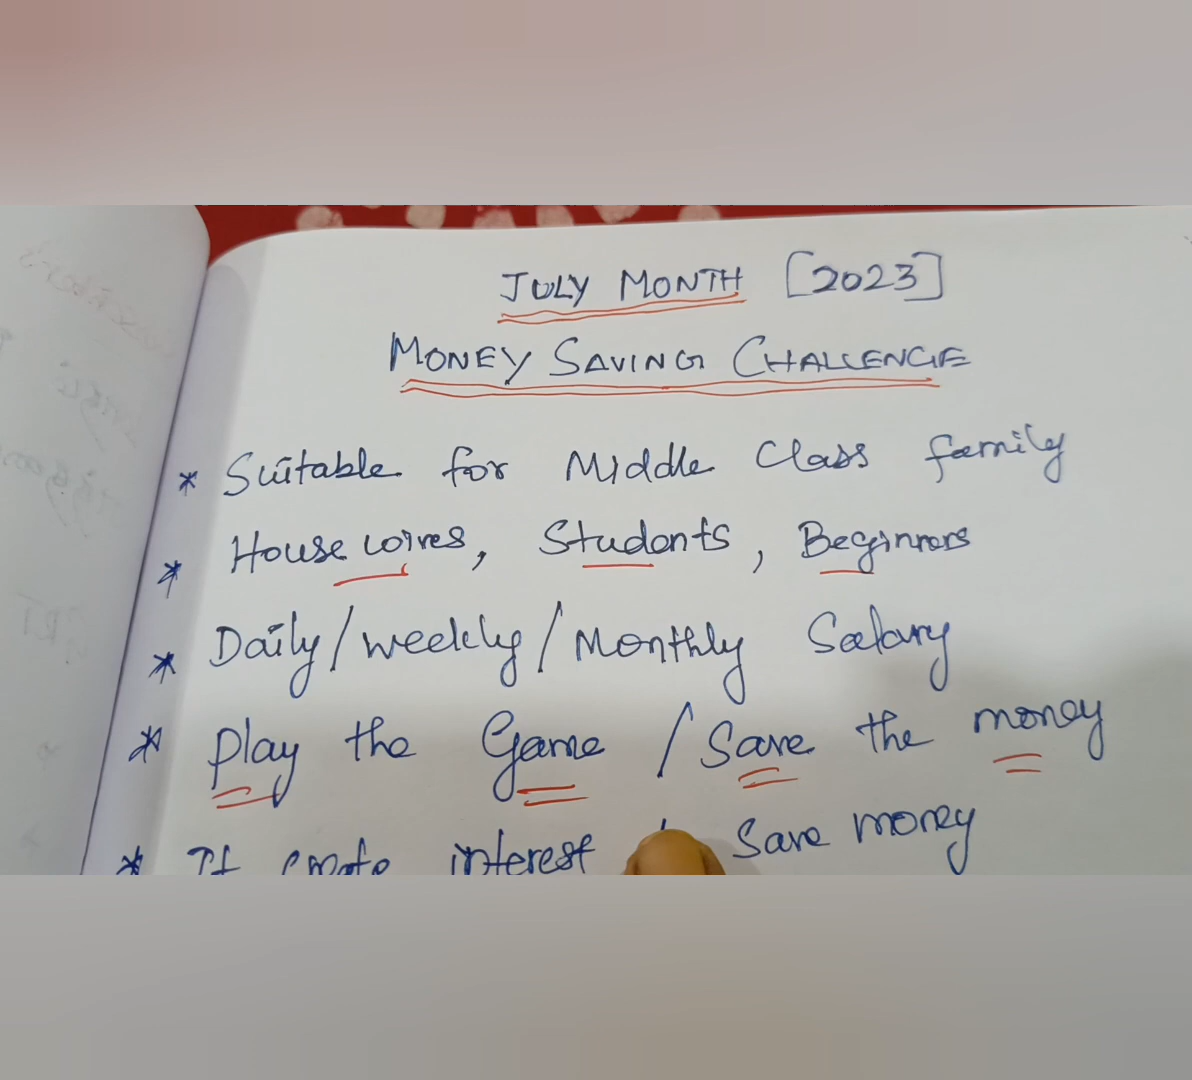 JULY MONTH [2023]
MONEY SAVING CHALLENGE
* Suitable for Middle Class family
* House wives, Students, Beginners
* Daily/weekly/Monthly Salary
* play the Game / Save the money
* It interest Save money